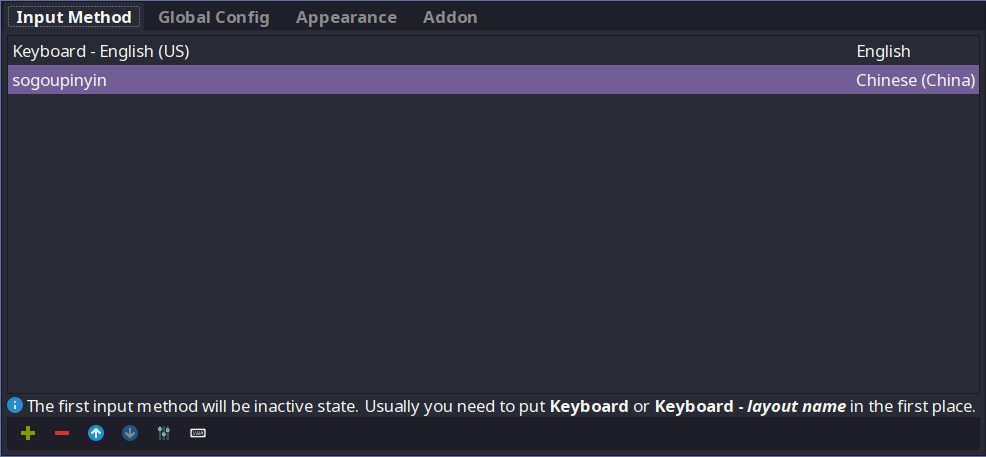 Input Method Global Config Appearance Addon
Keyboard - English (US) English
sogoupinyin Chinese (China)
The first input method will be inactive state. Usually you need to put Keyboard or Keyboard - layout name in the first place.